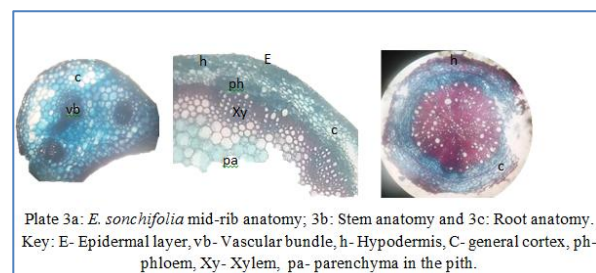 h E h
c ph
vb Xy
c
pa c
Plate 3a: E. sonchifolia mid-rib anatomy; 3b: Stem anatomy and 3c: Root anatomy.
Key: E- Epidermal layer, vb- Vascular bundle, h- Hypodermis, C- general cortex, ph-
phloem, Xy- Xylem, pa- parenchyma in the pith.